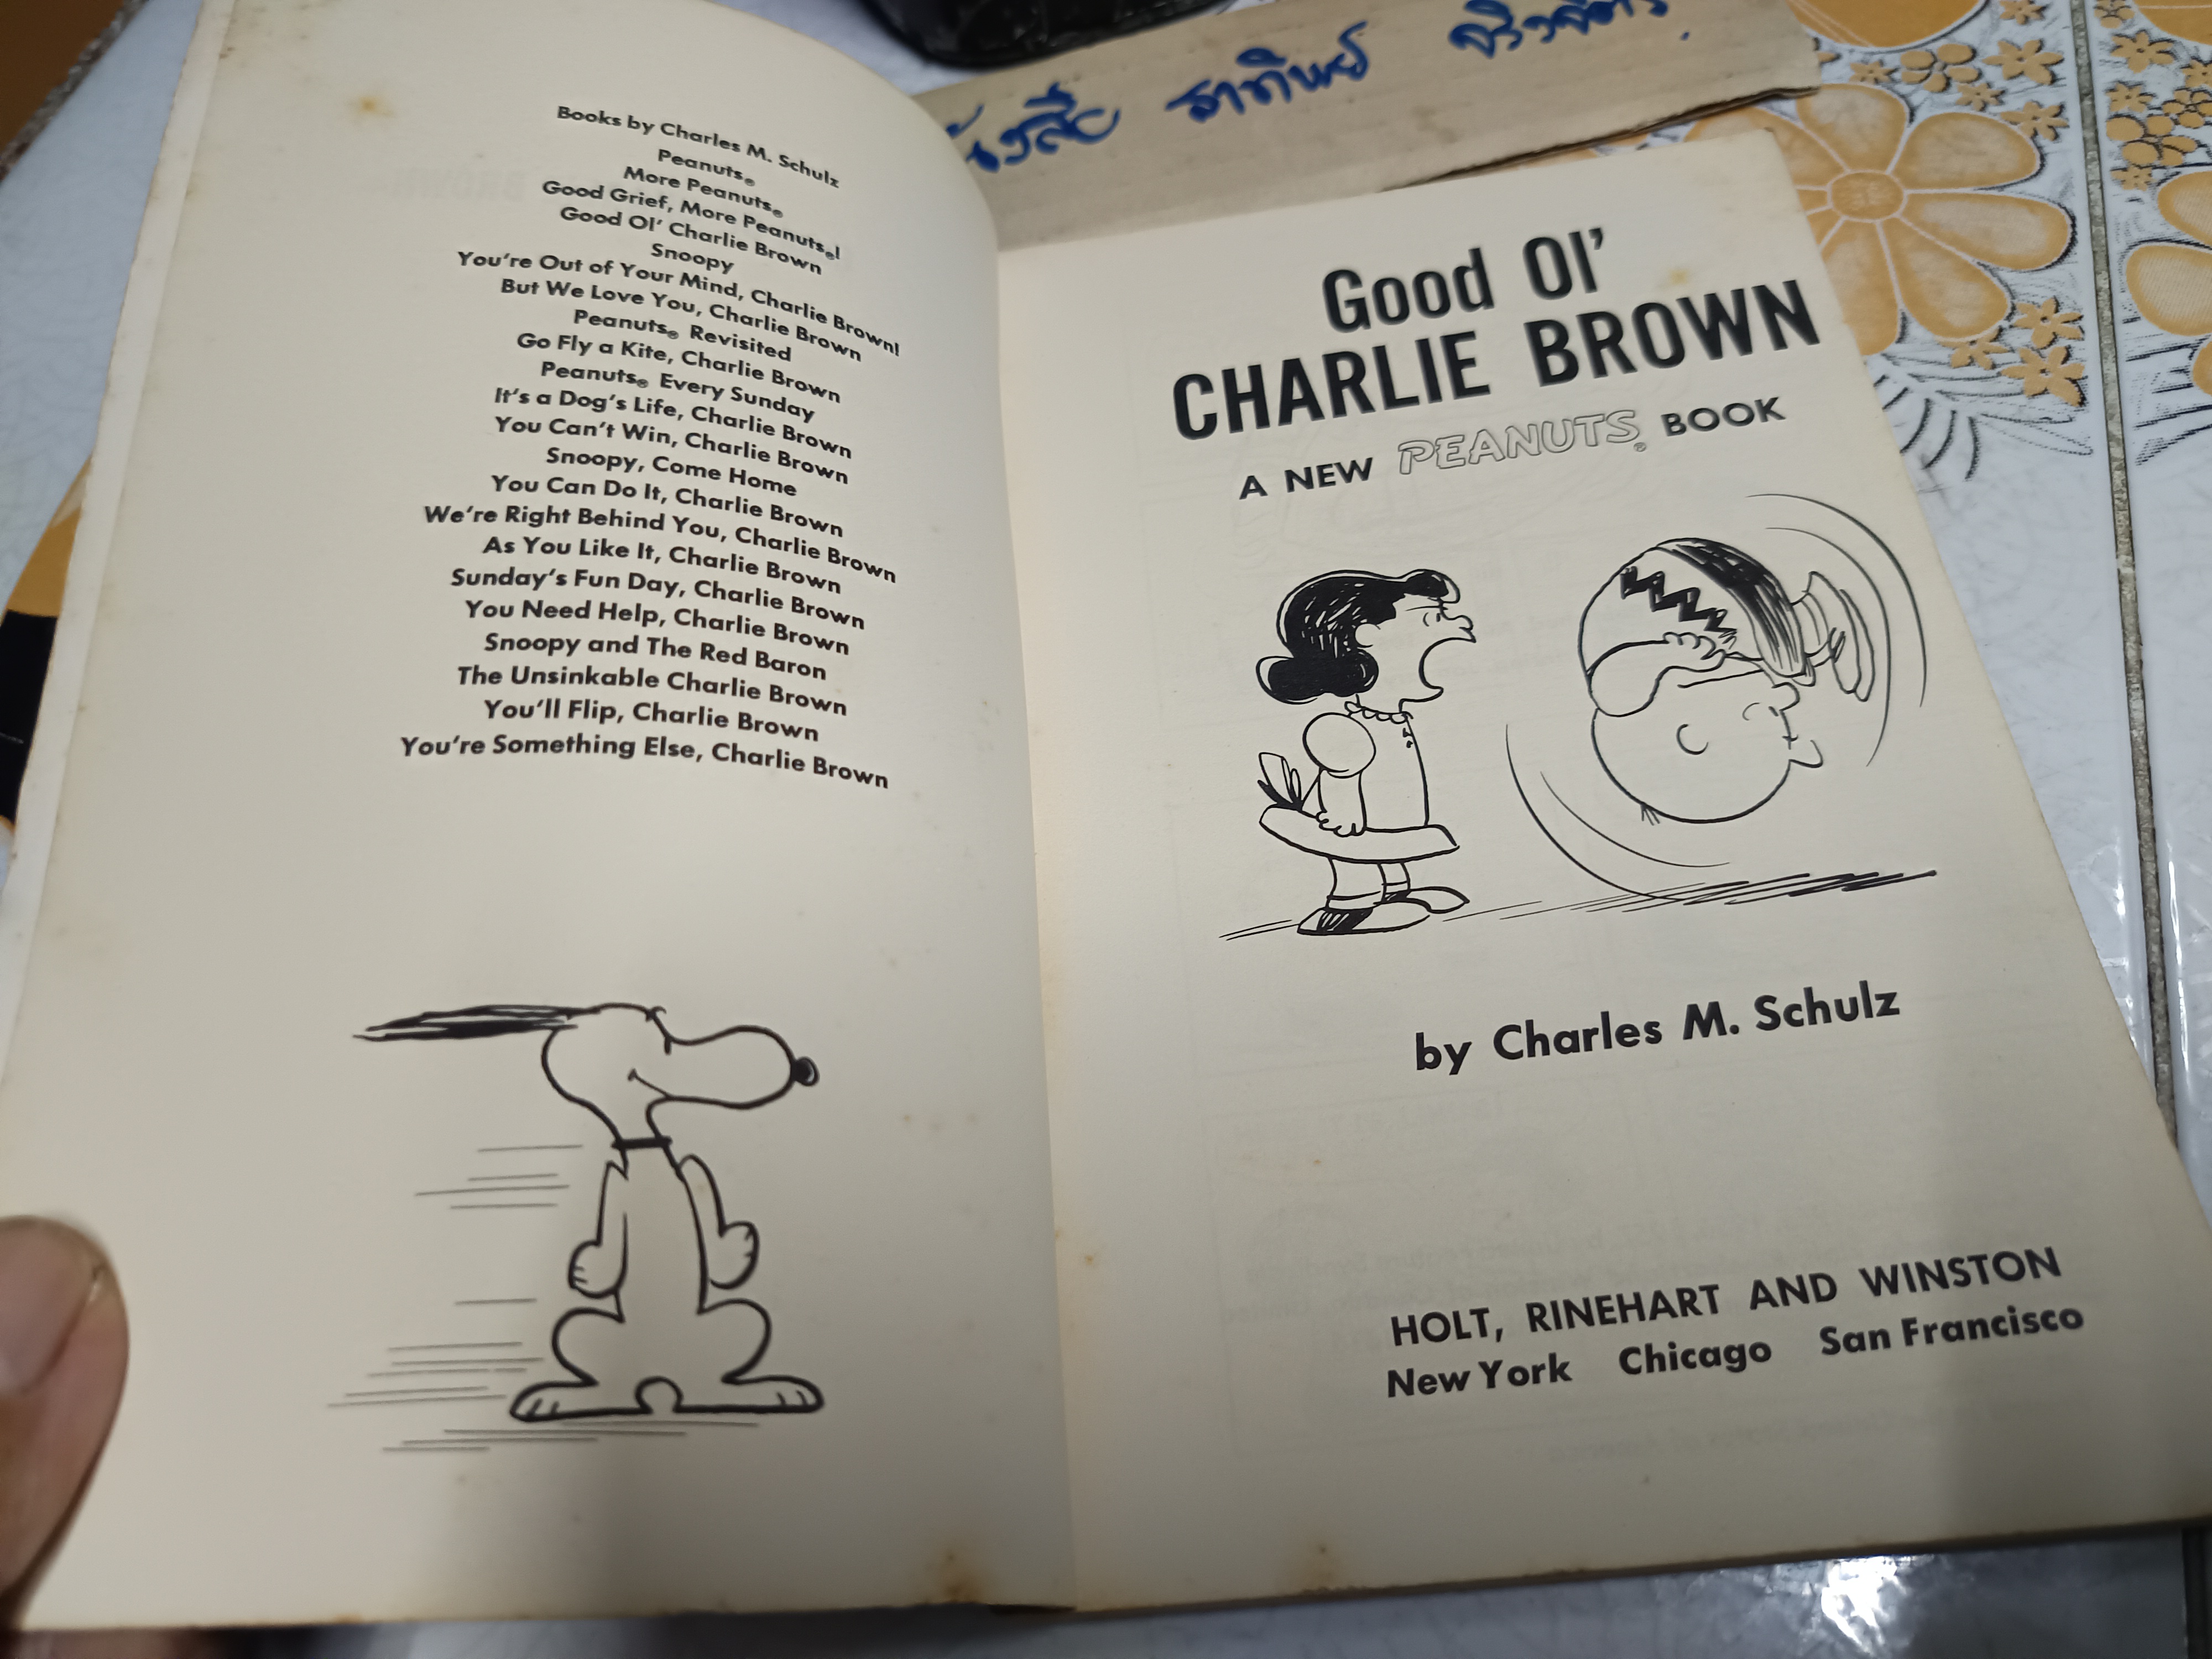 Books by Charles M. Schulz
Peanuts®
More Peanuts®
Good Grief, More Peanuts®!
Good Ol' Charlie Brown
Snoopy
You're Out of Your Mind, Charlie Brown!
But We Love You, Charlie Brown
Peanuts® Revisited
Go Fly a Kite, Charlie Brown
Peanuts® Every Sunday
It's a Dog's Life, Charlie Brown
You Can't Win, Charlie Brown
Snoopy, Come Home
You Can Do It, Charlie Brown
We're Right Behind You, Charlie Brown
As You Like It, Charlie Brown
Sunday's Fun Day, Charlie Brown
You Need Help, Charlie Brown
Snoopy and The Red Baron
The Unsinkable Charlie Brown
You'll Flip, Charlie Brown
You're Something Else, Charlie Brown
Good Ol'
CHARLIE BROWN
A NEW PEANUTS® BOOK
by Charles M. Schulz
HOLT, RINEHART AND WINSTON
New York Chicago San Francisco